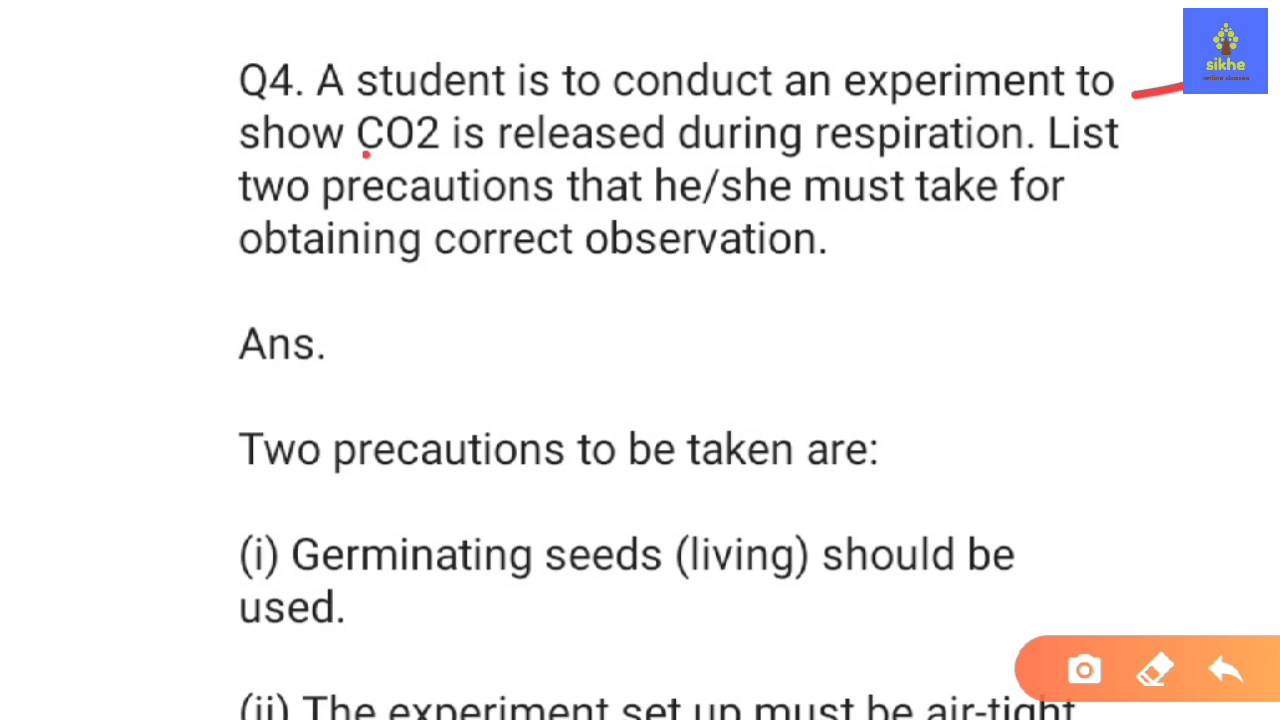 Q4. A student is to conduct an experiment to
show CO2 is released during respiration. List
two precautions that he/she must take for
obtaining correct observation.
Ans.
Two precautions to be taken are:
(i) Germinating seeds (living) should be
used.
(ii) The experiment set up must be air-tight
sikhe
online classes